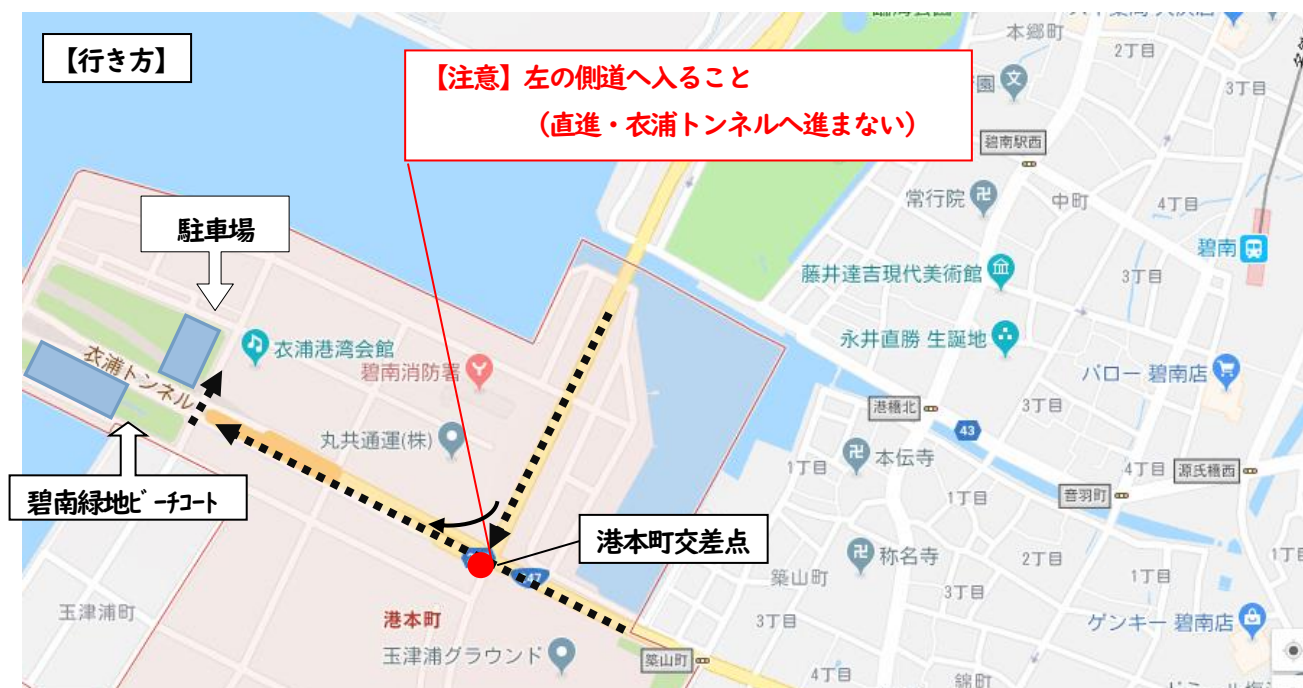 【行き方】
【注意】左の側道へ入ること
（直進・衣浦トンネルへ進まない）
本郷町
2丁目
園
3丁目
碧南駅西
常行院
中町
4丁目
駐車場
碧南
藤井達吉現代美術館
3丁目
永井直勝 生誕地
衣浦港湾会館
碧南消防署
衣浦トンネル
バロー 碧南店
港橋北
3丁目
43
丸共通運(株)
1丁目
本伝寺
4丁目
源氏橋西
碧南緑地ビーチコート
音羽町
1丁目
港本町交差点
称名寺
2丁目
1丁
築山町
1丁目
3丁目
玉津浦町
港本町
3丁目
ゲンキー 碧南店
玉津浦グラウンド
築山町
4丁目
錦町